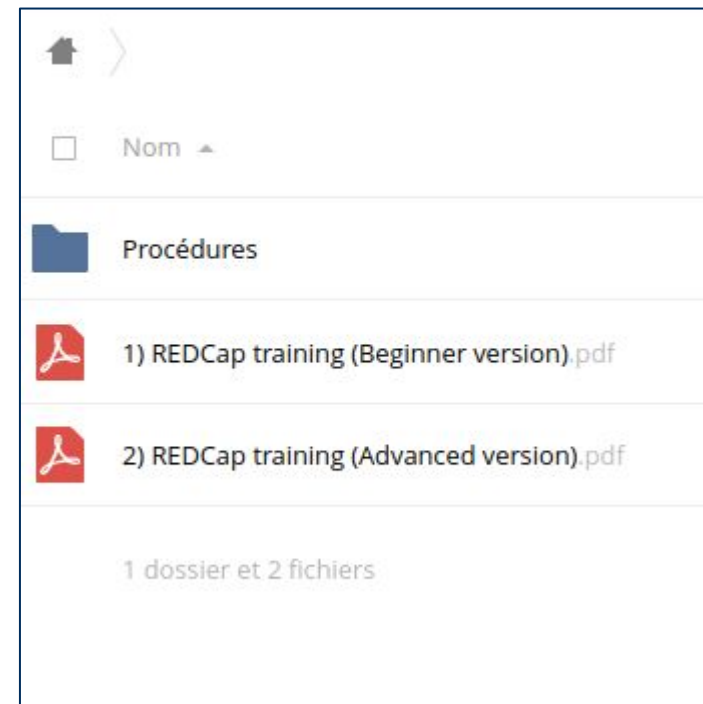 Nom
Procédures
1) REDCap training (Beginner version).pdf
2) REDCap training (Advanced version).pdf
1 dossier et 2 fichiers